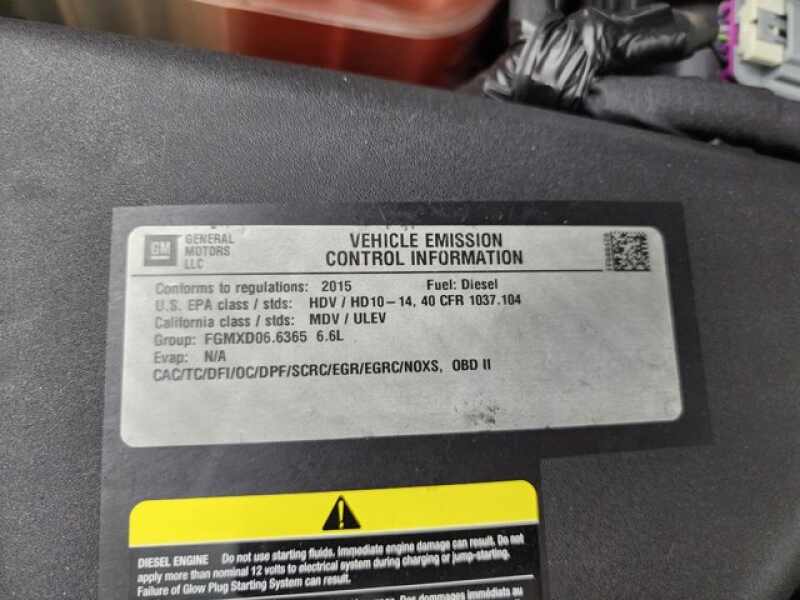 GM
GENERAL
MOTORS
LLC
VEHICLE EMISSION
CONTROL INFORMATION
Conforms to regulations: 2015 Fuel: Diesel
U.S. EPA class / stds: HDV / HD10-14, 40 CFR 1037.104
California class / stds: MDV / ULEV
Group: FGMXD06.6365 6.6L
Evap: N/A
CAC/TC/DFI/OC/DPF/SCRC/EGR/EGRC/NOXS, OBD II
DIESEL ENGINE Do not use starting fluids. Immediate engine damage can result. Do not
apply more than nominal 12 volts to electrical system during charging or jump-starting.
Failure of Glow Plug Starting System can result.
Des dommages immédiats au